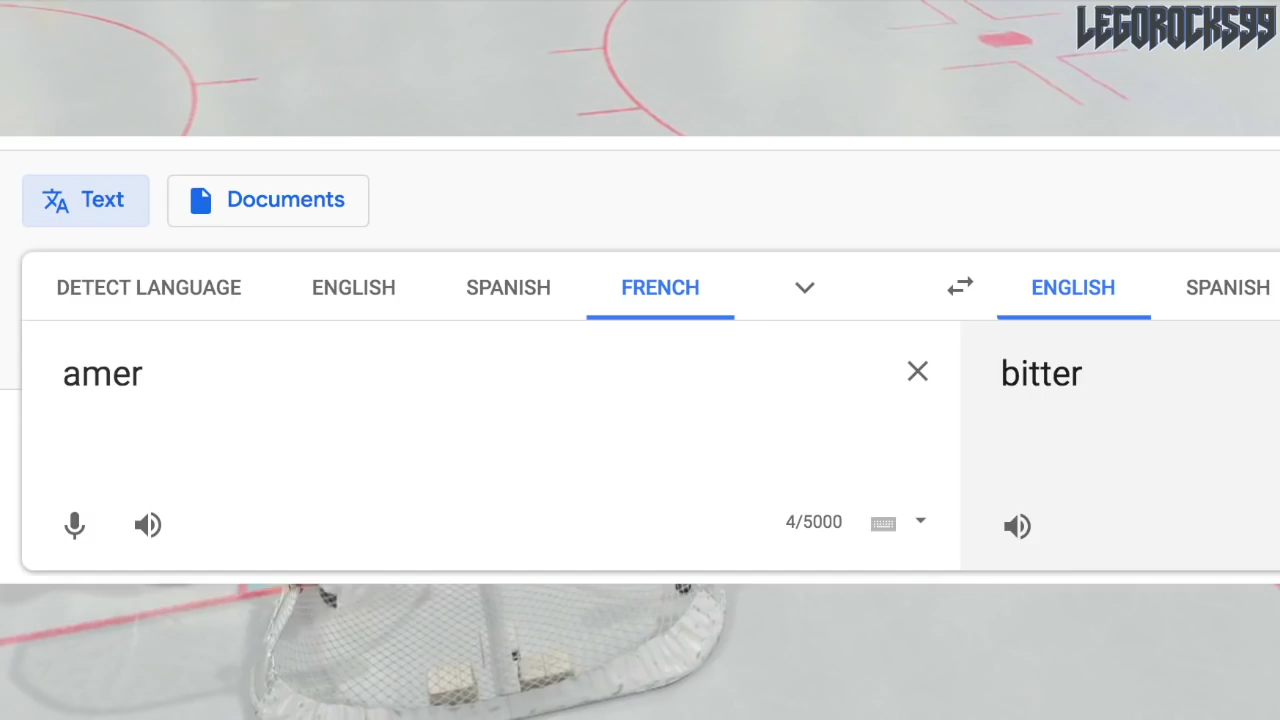 LEGOROCKS99
Text Documents
DETECT LANGUAGE ENGLISH SPANISH FRENCH ENGLISH SPANISH
amer bitter
4/5000